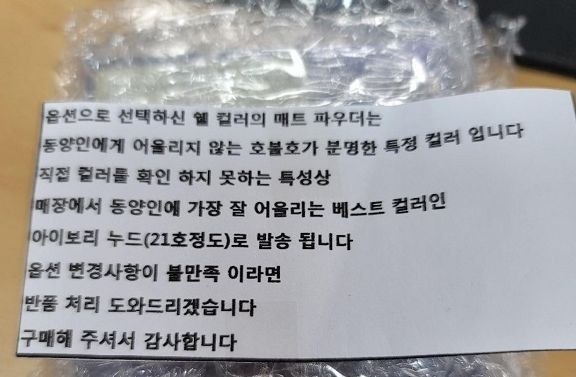 옵션으로 선택하신 쉘 컬러의 매트 파우더는
동양인에게 어울리지 않는 호불호가 분명한 특정 컬러 입니다
직접 컬러를 확인 하지 못하는 특성상
매장에서 동양인에 가장 잘 어울리는 베스트 컬러인
아이보리 누드(21호정도)로 발송 됩니다
옵션 변경사항이 불만족 이라면
반품 처리 도와드리겠습니다
구매해 주셔서 감사합니다